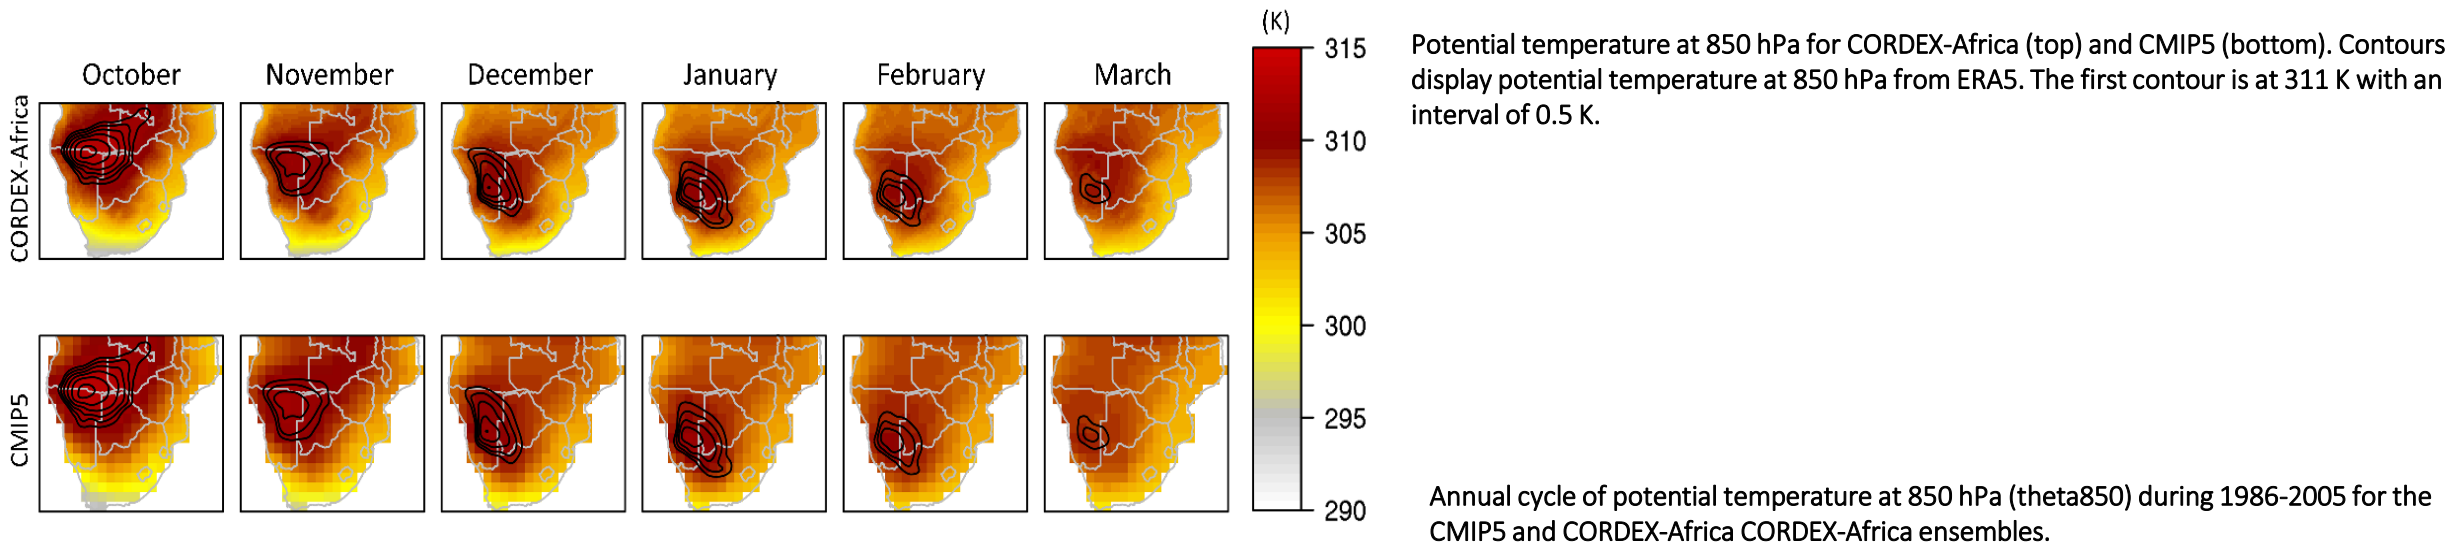 (K)
October
November
December
January
February
March
CORDEX-Africa
CMIP5
315
310
305
300
295
290
Potential temperature at 850 hPa for CORDEX-Africa (top) and CMIP5 (bottom). Contours
display potential temperature at 850 hPa from ERA5. The first contour is at 311 K with an
interval of 0.5 K.
Annual cycle of potential temperature at 850 hPa (theta850) during 1986-2005 for the
CMIP5 and CORDEX-Africa CORDEX-Africa ensembles.